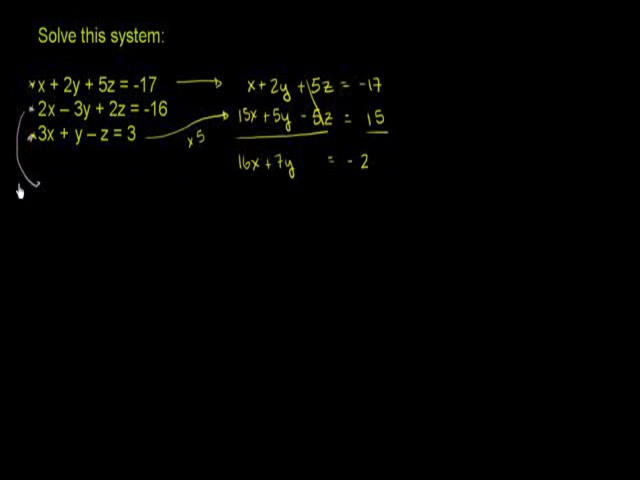 Solve this system:
x + 2y + 5z = -17
2x – 3y + 2z = -16
3x + y – z = 3
x 5
x + 2y + 5z = -17
15x + 5y - 5z = 15
16x + 7y = - 2